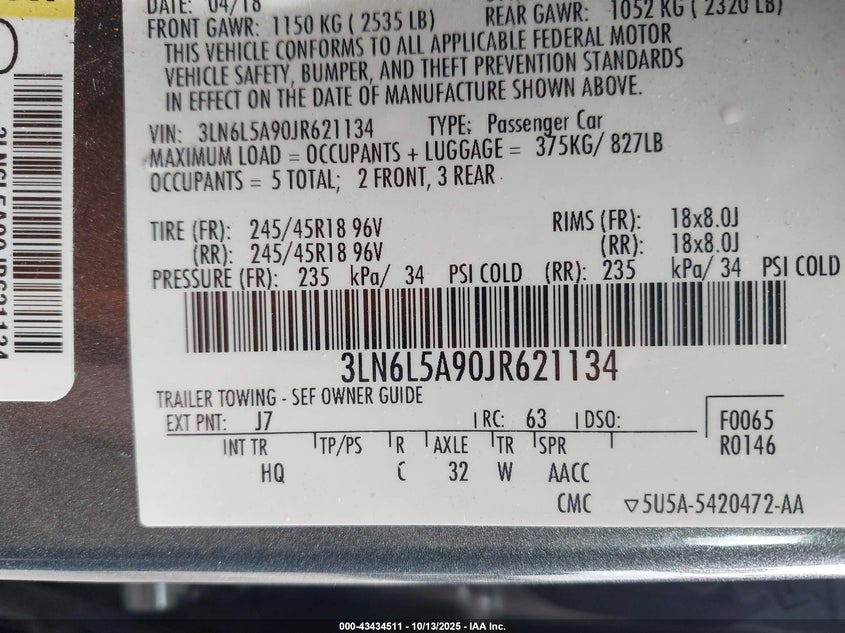 DATE: 04/18
FRONT GAWR: 1150 KG ( 2535 LB) REAR GAWR: 1052 KG ( 2320 LB)
THIS VEHICLE CONFORMS TO ALL APPLICABLE FEDERAL MOTOR
VEHICLE SAFETY, BUMPER, AND THEFT PREVENTION STANDARDS
IN EFFECT ON THE DATE OF MANUFACTURE SHOWN ABOVE.
VIN: 3LN6L5A90JR621134 TYPE: Passenger Car
MAXIMUM LOAD = OCCUPANTS + LUGGAGE = 375KG/ 827LB
OCCUPANTS = 5 TOTAL; 2 FRONT, 3 REAR
TIRE (FR): 245/45R18 96V RIMS (FR): 18x8.0J
(RR): 245/45R18 96V (RR): 18x8.0J
PRESSURE (FR): 235 kPa/ 34 PSI COLD (RR): 235 kPa/ 34 PSI COLD
3LN6L5A90JR621134
TRAILER TOWING - SEF OWNER GUIDE
EXT PNT: J7 RC: 63 DSO: F0065
INT TR TP/PS R AXLE TR SPR R0146
HQ C 32 W AACC
CMC ▽5U5A-5420472-AA
3LN6L5A90JR621134
000-43434511 - 10/13/2025 - IAA Inc.